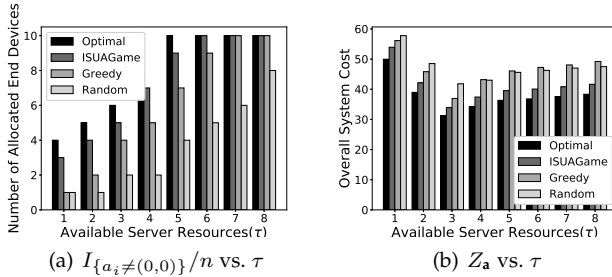 Number of Allocated End Devices
10
8
6
4
2
0
Optimal
ISUAGame
Greedy
Random
1 2 3 4 5 6 7 8
Available Server Resources(τ)
(a) I_{a_i≠(0,0)}/n vs. τ
Overall System Cost
60
50
40
30
20
10
0
Optimal
ISUAGame
Greedy
Random
1 2 3 4 5 6 7 8
Available Server Resources(τ)
(b) Z_a vs. τ